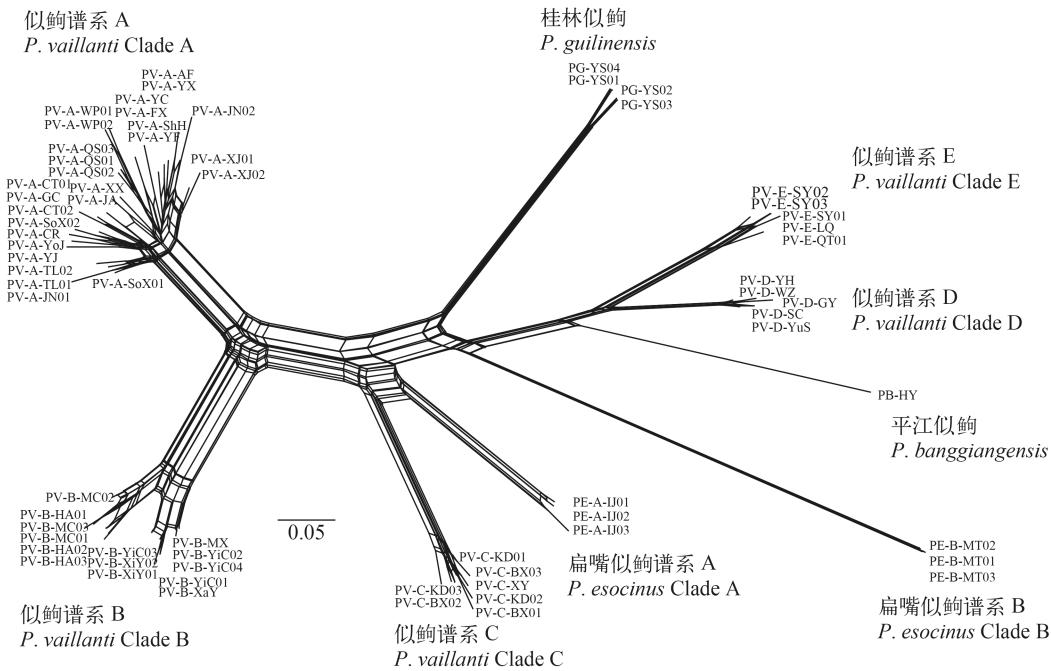 似鮈谱系 A
P. vaillanti Clade A
PV-A-AF
PV-A-YX
PV-A-YC
PV-A-WP01
PV-A-FX
PV-A-JN02
PV-A-WP02
PV-A-ShH
PV-A-YF
PV-A-QS03
PV-A-QS01
PV-A-QS02
PV-A-XJ01
PV-A-XJ02
PV-A-CT01
PV-A-XX
PV-A-GC
PV-A-JA
PV-A-CT02
PV-A-SoX02
PV-A-CR
PV-A-YoJ
PV-A-YJ
PV-A-TL02
PV-A-TL01
PV-A-SoX01
PV-A-JN01
桂林似鮈
P. guilinensis
PG-YS04
PG-YS01
PG-YS02
PG-YS03
似鮈谱系 E
P. vaillanti Clade E
PV-E-SY02
PV-E-SY03
PV-E-SY01
PV-E-LQ
PV-E-QT01
似鮈谱系 D
P. vaillanti Clade D
PV-D-YH
PV-D-WZ
PV-D-GY
PV-D-SC
PV-D-YuS
PB-HY
平江似鮈
P. banggiangensis
PE-B-MT02
PE-B-MT01
PE-B-MT03
扁嘴似鮈谱系 B
P. esocinus Clade B
PE-A-IJ01
PE-A-IJ02
PE-A-IJ03
扁嘴似鮈谱系 A
P. esocinus Clade A
PV-C-KD01
PV-C-BX03
PV-C-XY
PV-C-KD03
PV-C-KD02
PV-C-BX02
PV-C-BX01
似鮈谱系 C
P. vaillanti Clade C
0.05
PV-B-MC02
PV-B-HA01
PV-B-MC03
PV-B-MC01
PV-B-HA02
PV-B-HA03
PV-B-MX
PV-B-YiC03
PV-B-YiC02
PV-B-XiY02
PV-B-YiC04
PV-B-XiY01
PV-B-YiC01
PV-B-XaY
似鮈谱系 B
P. vaillanti Clade B